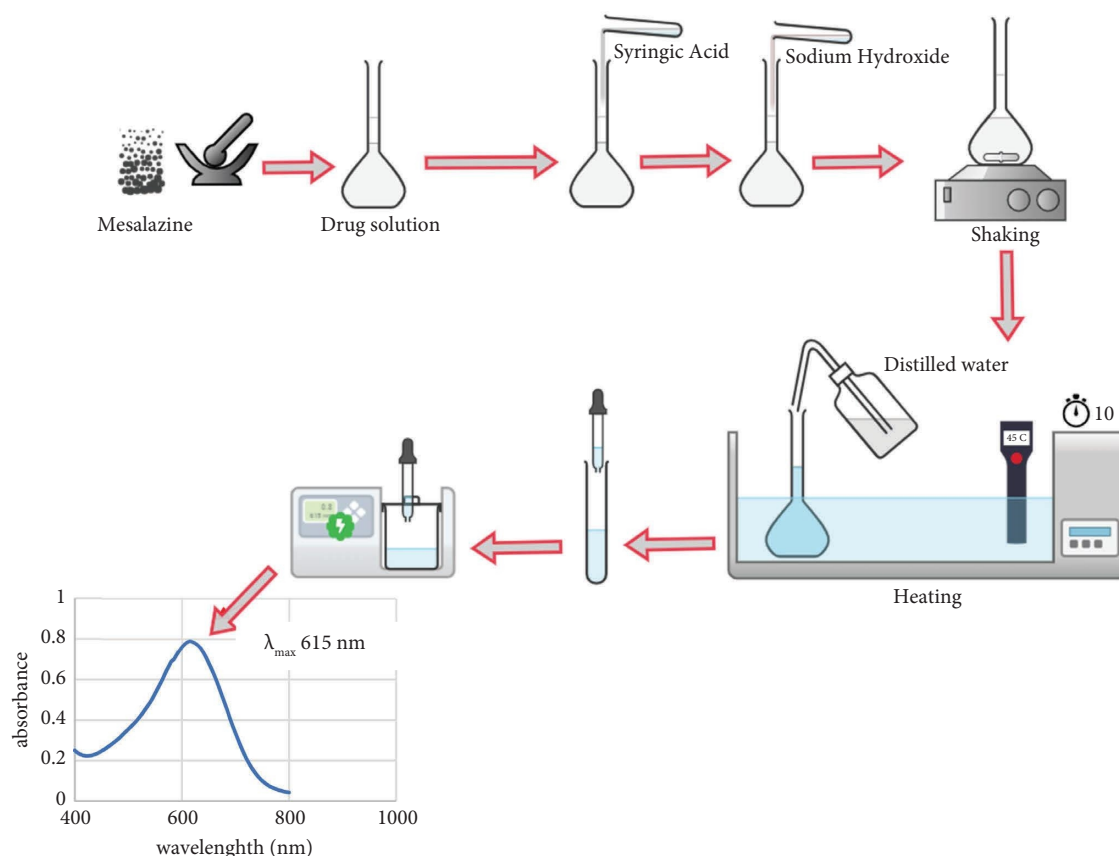 Syringic Acid
Sodium Hydroxide
Mesalazine
Drug solution
Shaking
Distilled water
10
45 C
Heating
λmax 615 nm
1
0.8
0.6
0.4
0.2
0
absorbance
400
600
800
1000
wavelenghth (nm)